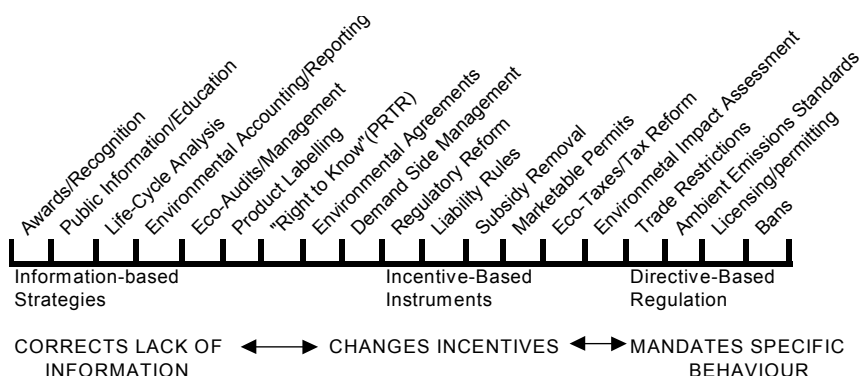 Awards/Recognition
Public Information/Education
Life-Cycle Analysis
Environmental Accounting/Reporting
Eco-Audits/Management
Product Labelling
"Right to Know"(PRTR)
Environmental Agreements
Demand Side Management
Regulatory Reform
Liability Rules
Subsidy Removal
Marketable Permits
Eco-Taxes/Tax Reform
Environmetal Impact Assessment
Trade Restrictions
Ambient Emissions Standards
Licensing/permitting
Bans
Information-based
Strategies
Incentive-Based
Instruments
Directive-Based
Regulation
CORRECTS LACK OF
INFORMATION
CHANGES INCENTIVES
MANDATES SPECIFIC
BEHAVIOUR